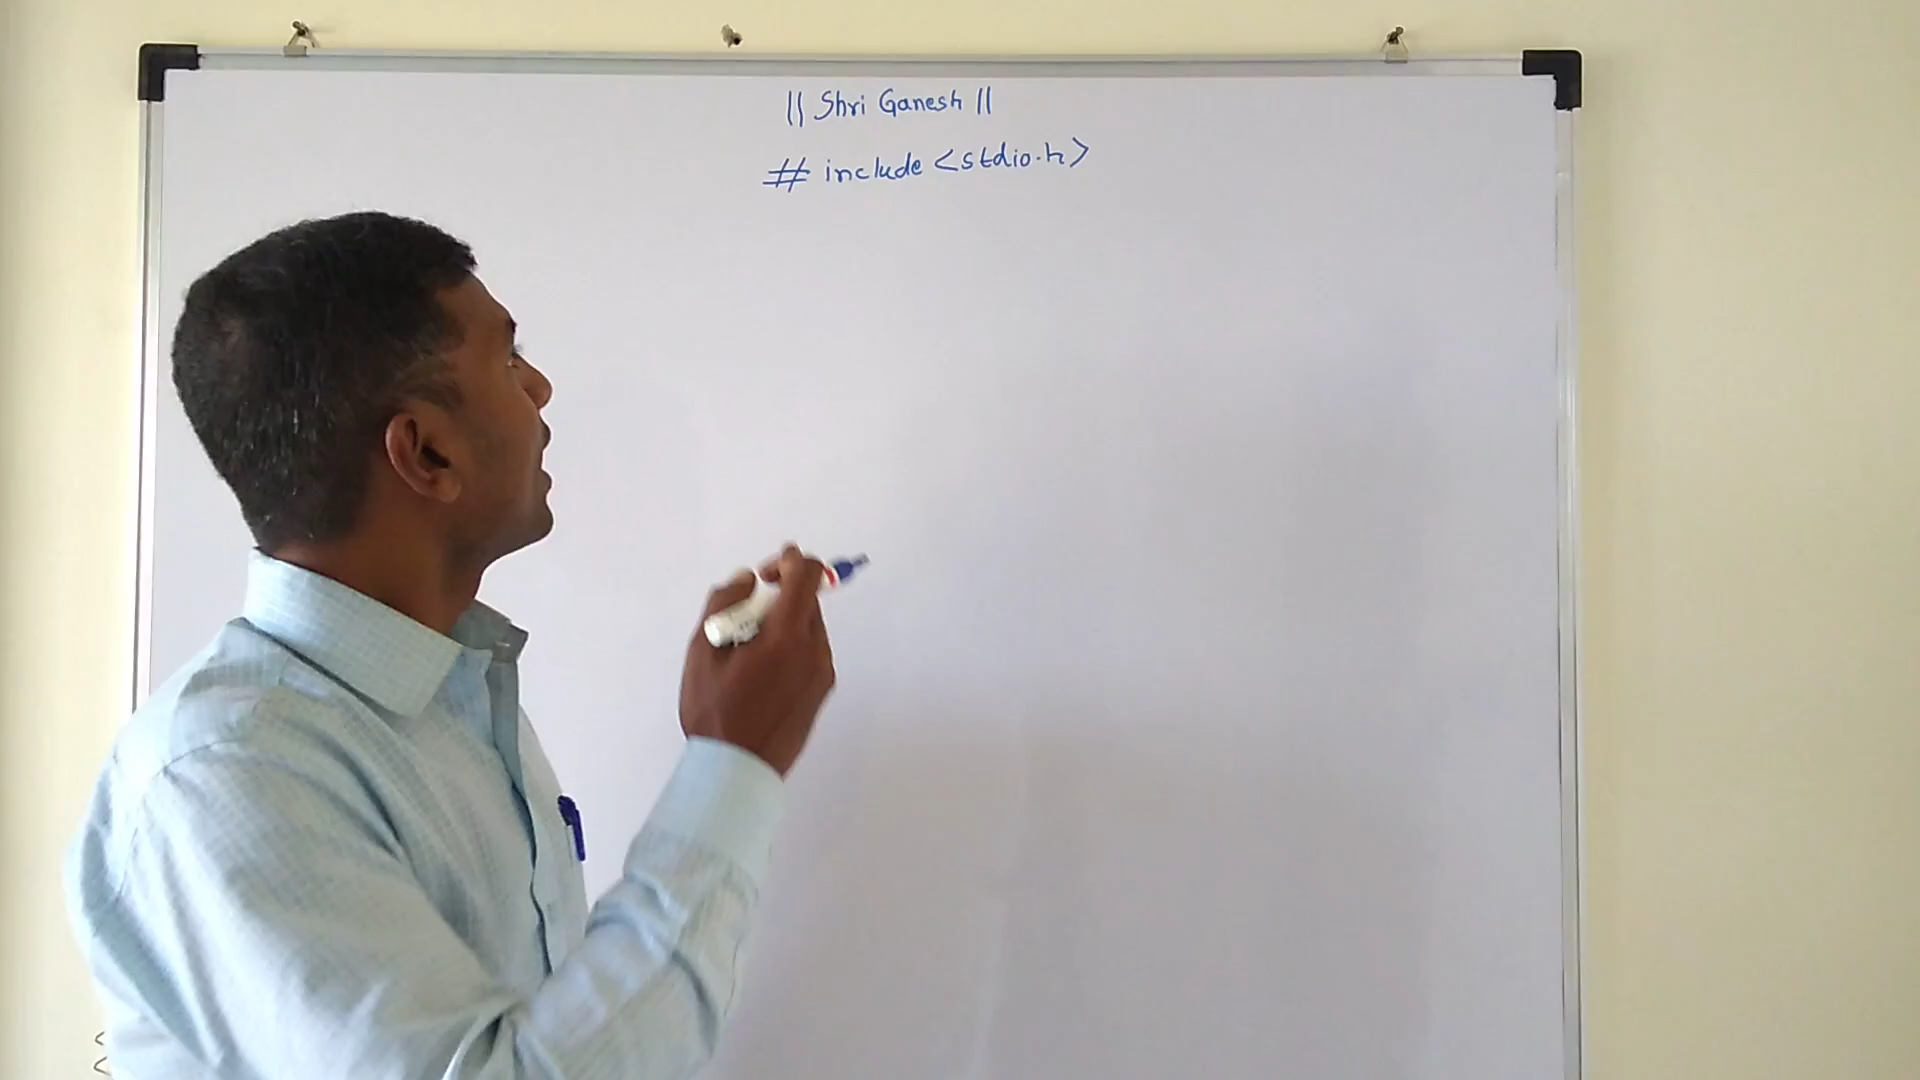 || Shri Ganesh ||
# include <stdio.h>